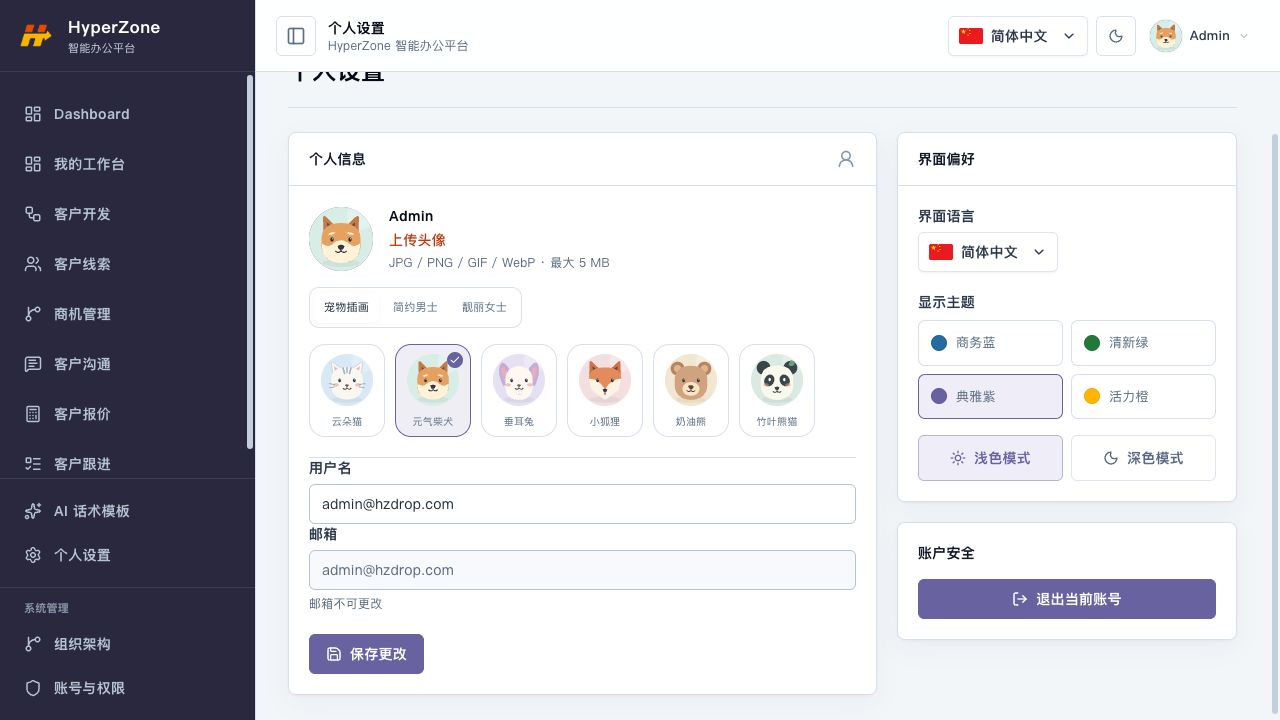 HyperZone
智能办公平台
Dashboard
我的工作台
客户开发
客户线索
商机管理
客户沟通
客户报价
客户跟进
AI 话术模板
个人设置
系统管理
组织架构
账号与权限
个人设置
HyperZone 智能办公平台
简体中文
Admin
个人设置
个人信息
Admin
上传头像
JPG / PNG / GIF / WebP · 最大 5 MB
宠物插画
简约男士
靓丽女士
云朵猫
元气柴犬
垂耳兔
小狐狸
奶油熊
竹叶熊猫
用户名
admin@hzdrop.com
邮箱
admin@hzdrop.com
邮箱不可更改
保存更改
界面偏好
界面语言
简体中文
显示主题
商务蓝
清新绿
典雅紫
活力橙
浅色模式
深色模式
账户安全
退出当前账号